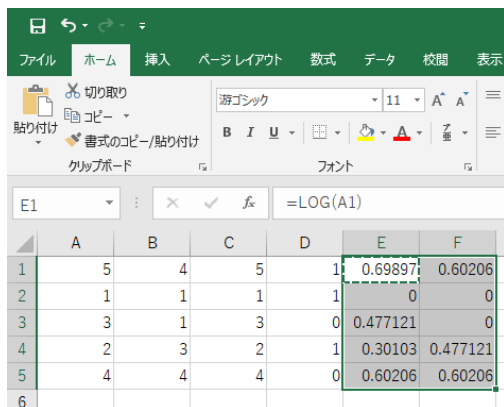 ファイル ホーム 挿入 ページ レイアウト 数式 データ 校閲 表示
切り取り
コピー
書式のコピー/貼り付け
貼り付け
クリップボード
游ゴシック 11 A A
B I U A 亜
フォント
E1 fx =LOG(A1)
A B C D E F
1 5 4 5 1 0.69897 0.60206
2 1 1 1 1 0 0
3 3 1 3 0 0.477121 0
4 2 3 2 1 0.30103 0.477121
5 4 4 4 0 0.60206 0.60206
6